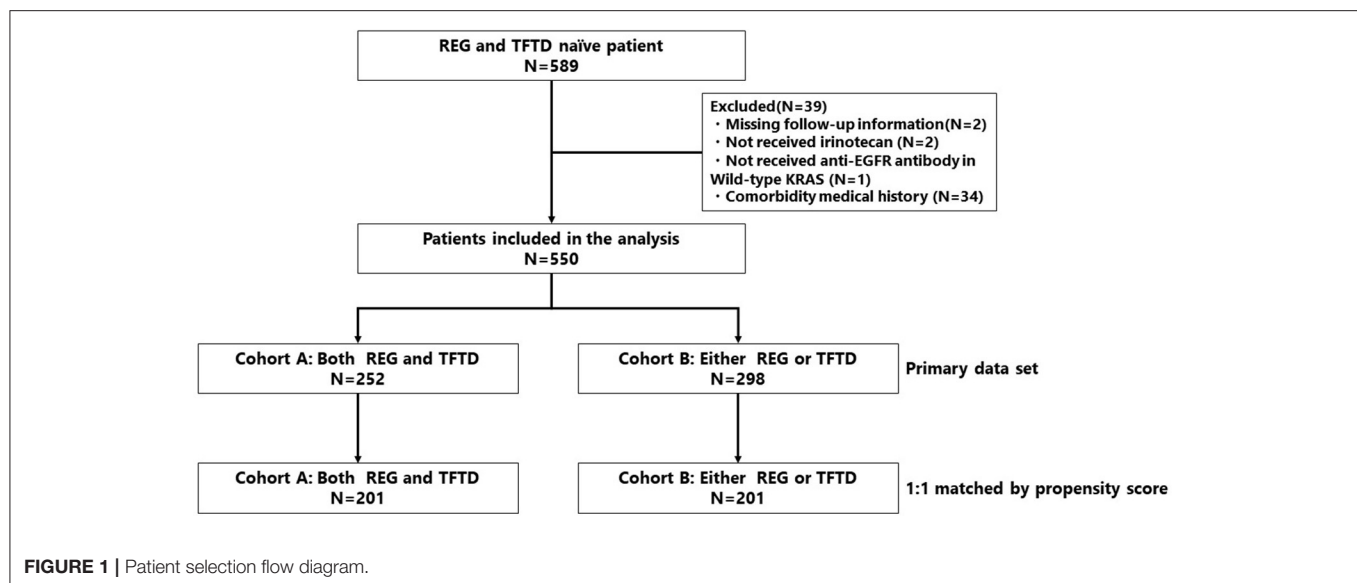 REG and TFTD naïve patient
N=589
Excluded(N=39)
・Missing follow-up information(N=2)
・Not received irinotecan (N=2)
・Not received anti-EGFR antibody in
Wild-type KRAS (N=1)
・Comorbidity medical history (N=34)
Patients included in the analysis
N=550
Cohort A: Both REG and TFTD
N=252
Cohort B: Either REG or TFTD
N=298
Primary data set
Cohort A: Both REG and TFTD
N=201
Cohort B: Either REG or TFTD
N=201
1:1 matched by propensity score
FIGURE 1 | Patient selection flow diagram.